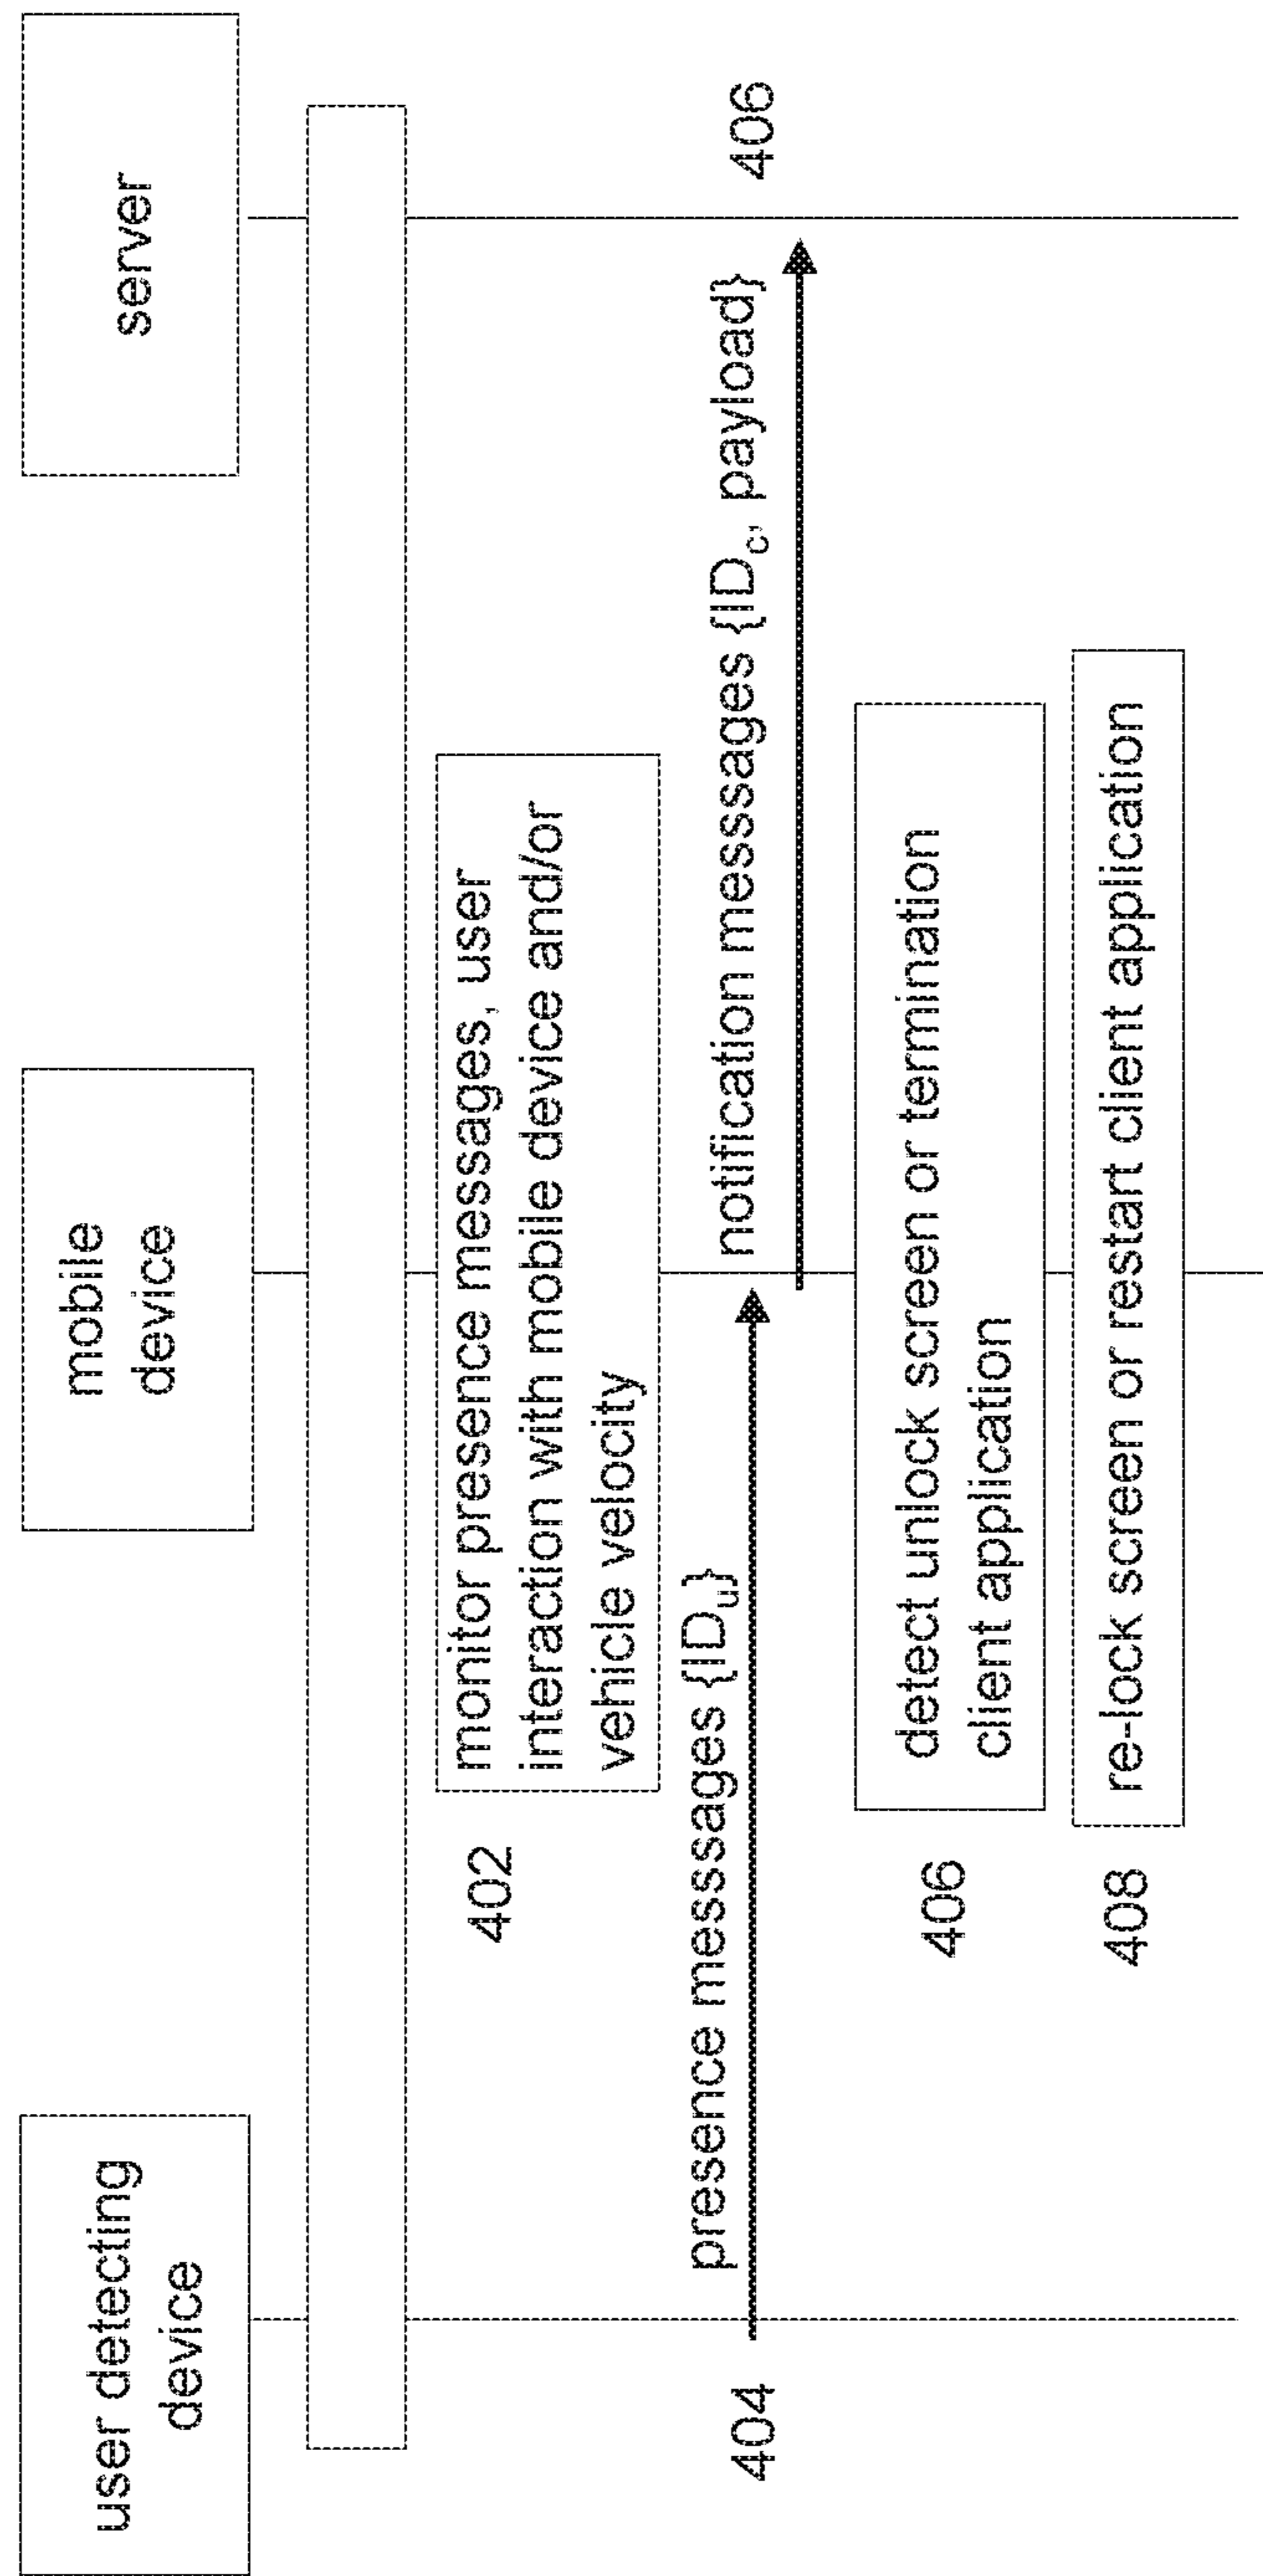 user detecting
device
mobile
device
server
402
monitor presence messages, user
interaction with mobile device and/or
vehicle velocity
404
presence messsages {IDu}
notification messsages {IDc, payload}
406
406
detect unlock screen or termination
client application
408
re-lock screen or restart client application